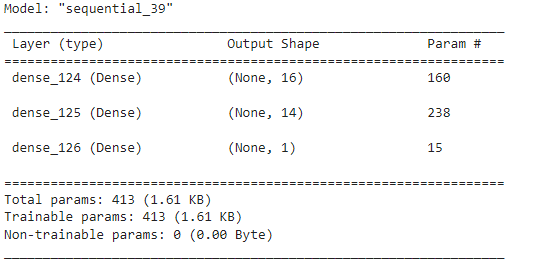 Model: "sequential_39"
_________________________________________________________________
Layer (type) Output Shape Param #
=================================================================
dense_124 (Dense) (None, 16) 160
dense_125 (Dense) (None, 14) 238
dense_126 (Dense) (None, 1) 15
=================================================================
Total params: 413 (1.61 KB)
Trainable params: 413 (1.61 KB)
Non-trainable params: 0 (0.00 Byte)
_________________________________________________________________